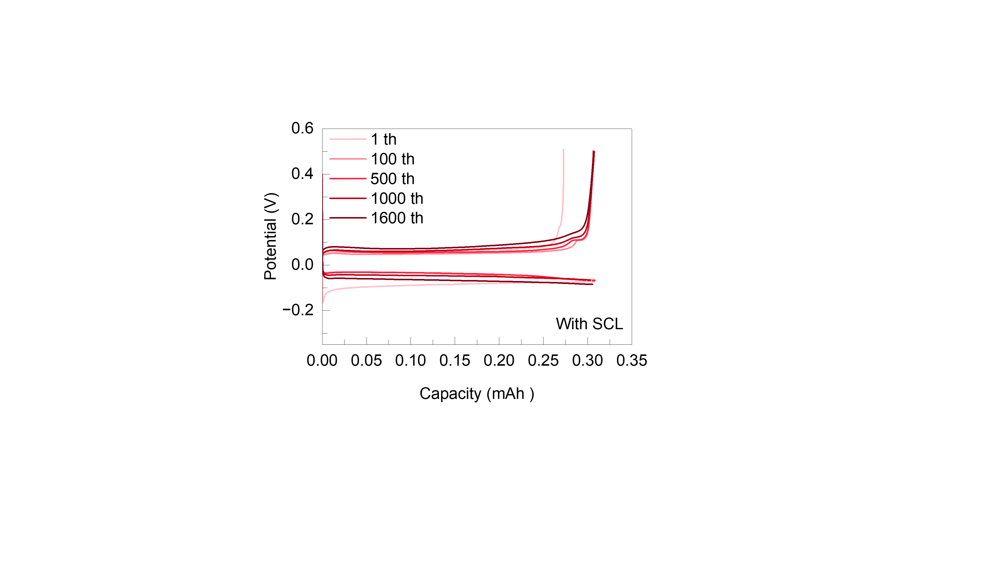 0.6
0.4
0.2
0.0
−0.2
Potential (V)
1 th
100 th
500 th
1000 th
1600 th
With SCL
0.00 0.05 0.10 0.15 0.20 0.25 0.30 0.35
Capacity (mAh )